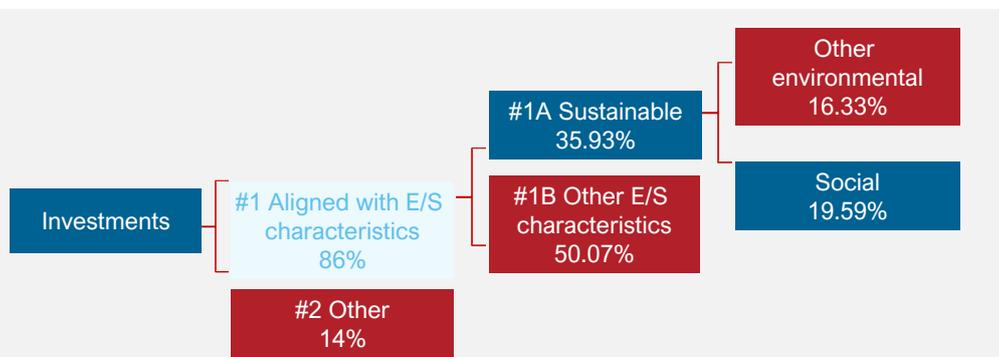 Investments
#1 Aligned with E/S
characteristics
86%
#2 Other
14%
#1A Sustainable
35.93%
#1B Other E/S
characteristics
50.07%
Other
environmental
16.33%
Social
19.59%